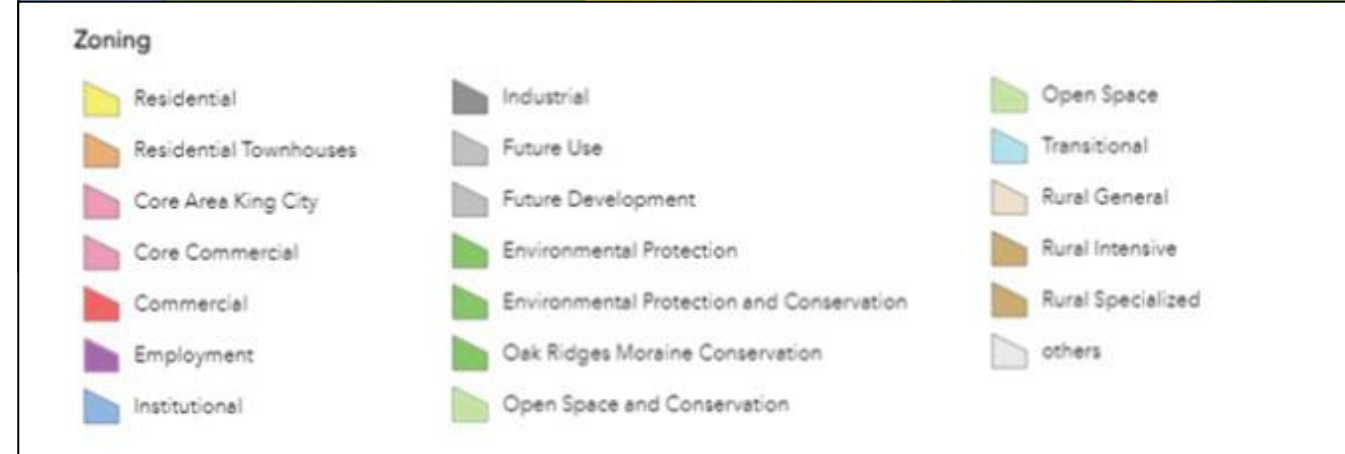 Zoning
Residential
Residential Townhouses
Core Area King City
Core Commercial
Commercial
Employment
Institutional
Industrial
Future Use
Future Development
Environmental Protection
Environmental Protection and Conservation
Oak Ridges Moraine Conservation
Open Space and Conservation
Open Space
Transitional
Rural General
Rural Intensive
Rural Specialized
others